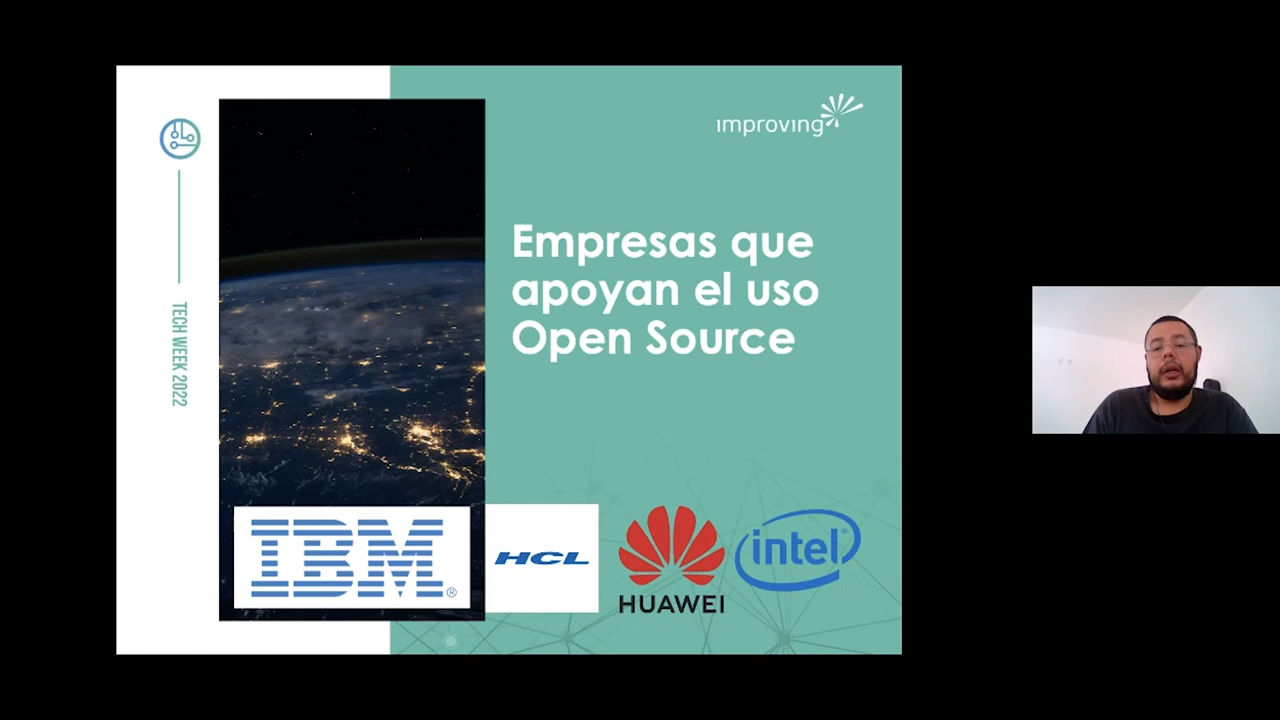 improving
Empresas que
apoyan el uso
Open Source
TECH WEEK 2022
IBM®
HCL
HUAWEI
intel®